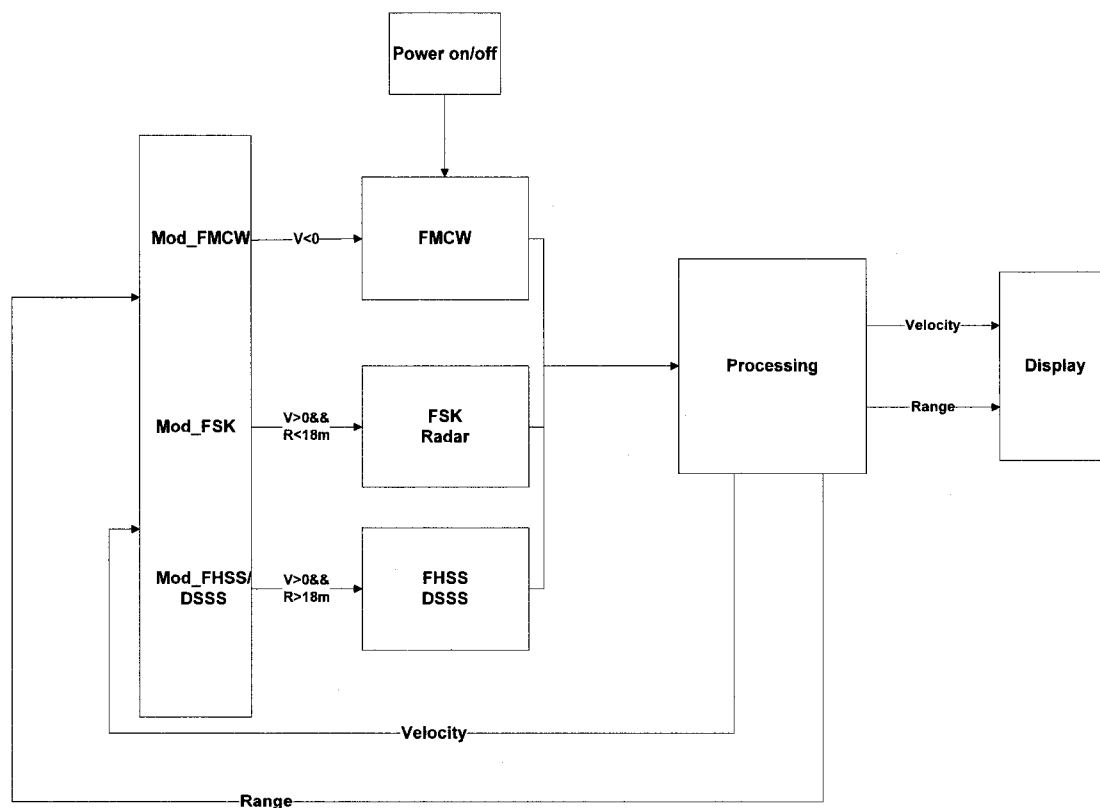 Power on/off
Mod_FMCW
V<0
FMCW
Mod_FSK
V>0&&
R<18m
FSK
Radar
Mod_FHSS/
DSSS
V>0&&
R>18m
FHSS
DSSS
Processing
Velocity
Range
Display
Velocity
Range